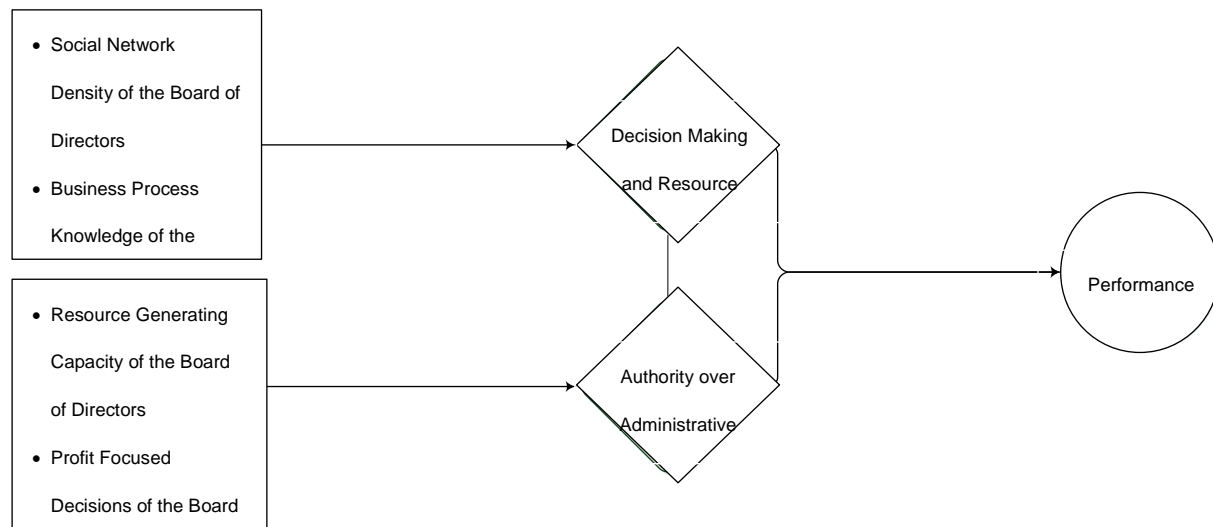 • Social Network
Density of the Board of
Directors
• Business Process
Knowledge of the
• Resource Generating
Capacity of the Board
of Directors
• Profit Focused
Decisions of the Board
Decision Making
and Resource
Authority over
Administrative
Performance